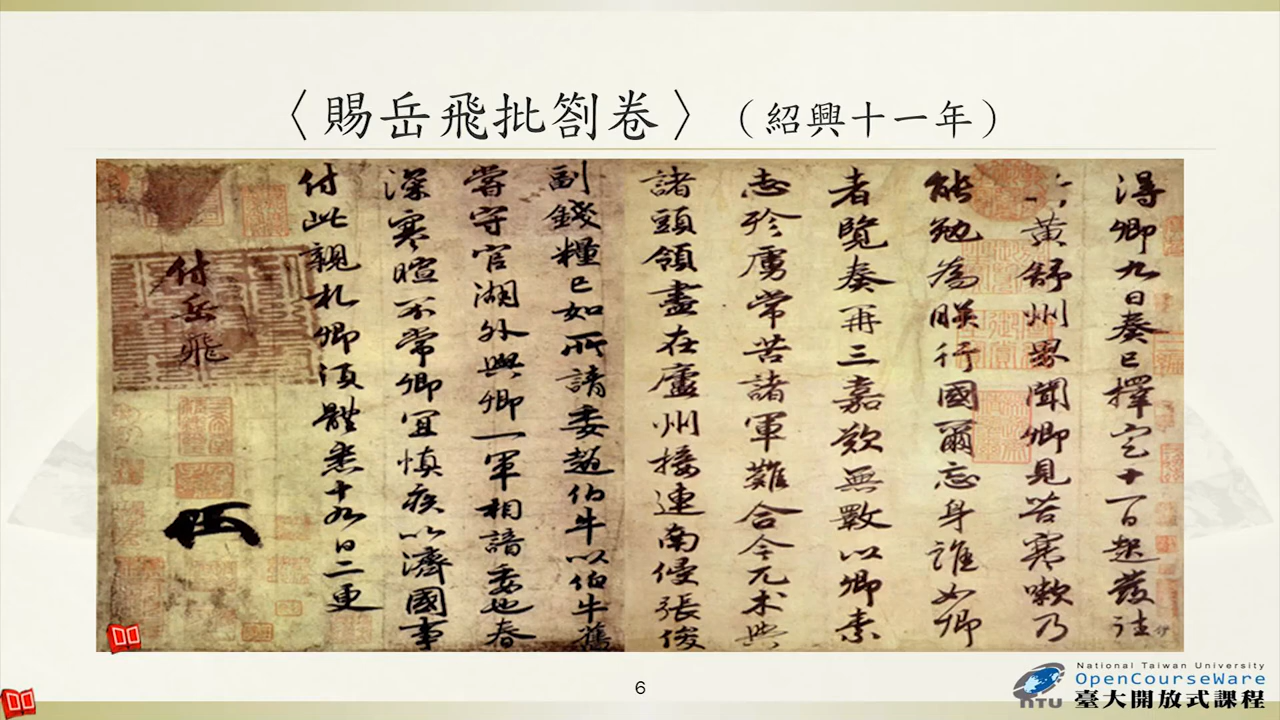 〈賜岳飛批劄卷〉（紹興十一年）
得卿九日奏已擇定十一日起發往
黃舒州界聞卿見苦寒嗽乃
能勉為朕行國爾忘身誰如卿
者覽奏再三嘉歎無斁以卿素
志殄虜常苦諸軍難合今兀朮與
諸頭領盡在廬州接連南侵張俊
副錢糧已如所請委趙伯牛以伯牛舊
嘗守官湖外與卿一軍相諳委也春
深寒暄不常卿宜慎疾以濟國事
付此親札卿須體悉十九日二更
付岳飛
6
National Taiwan University
OpenCourseWare
NTU
臺大開放式課程